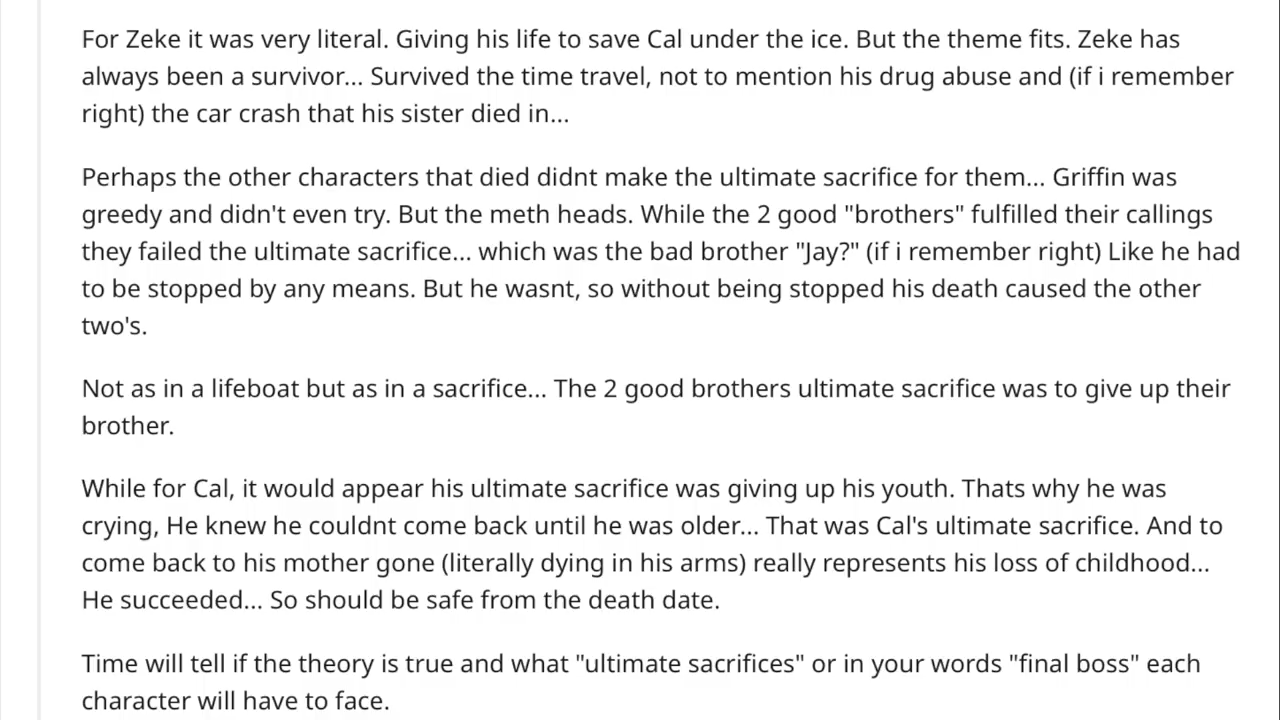 For Zeke it was very literal. Giving his life to save Cal under the ice. But the theme fits. Zeke has
always been a survivor... Survived the time travel, not to mention his drug abuse and (if i remember
right) the car crash that his sister died in...
Perhaps the other characters that died didnt make the ultimate sacrifice for them... Griffin was
greedy and didn't even try. But the meth heads. While the 2 good "brothers" fulfilled their callings
they failed the ultimate sacrifice... which was the bad brother "Jay?" (if i remember right) Like he had
to be stopped by any means. But he wasnt, so without being stopped his death caused the other
two's.
Not as in a lifeboat but as in a sacrifice... The 2 good brothers ultimate sacrifice was to give up their
brother.
While for Cal, it would appear his ultimate sacrifice was giving up his youth. Thats why he was
crying, He knew he couldnt come back until he was older... That was Cal's ultimate sacrifice. And to
come back to his mother gone (literally dying in his arms) really represents his loss of childhood...
He succeeded... So should be safe from the death date.
Time will tell if the theory is true and what "ultimate sacrifices" or in your words "final boss" each
character will have to face.